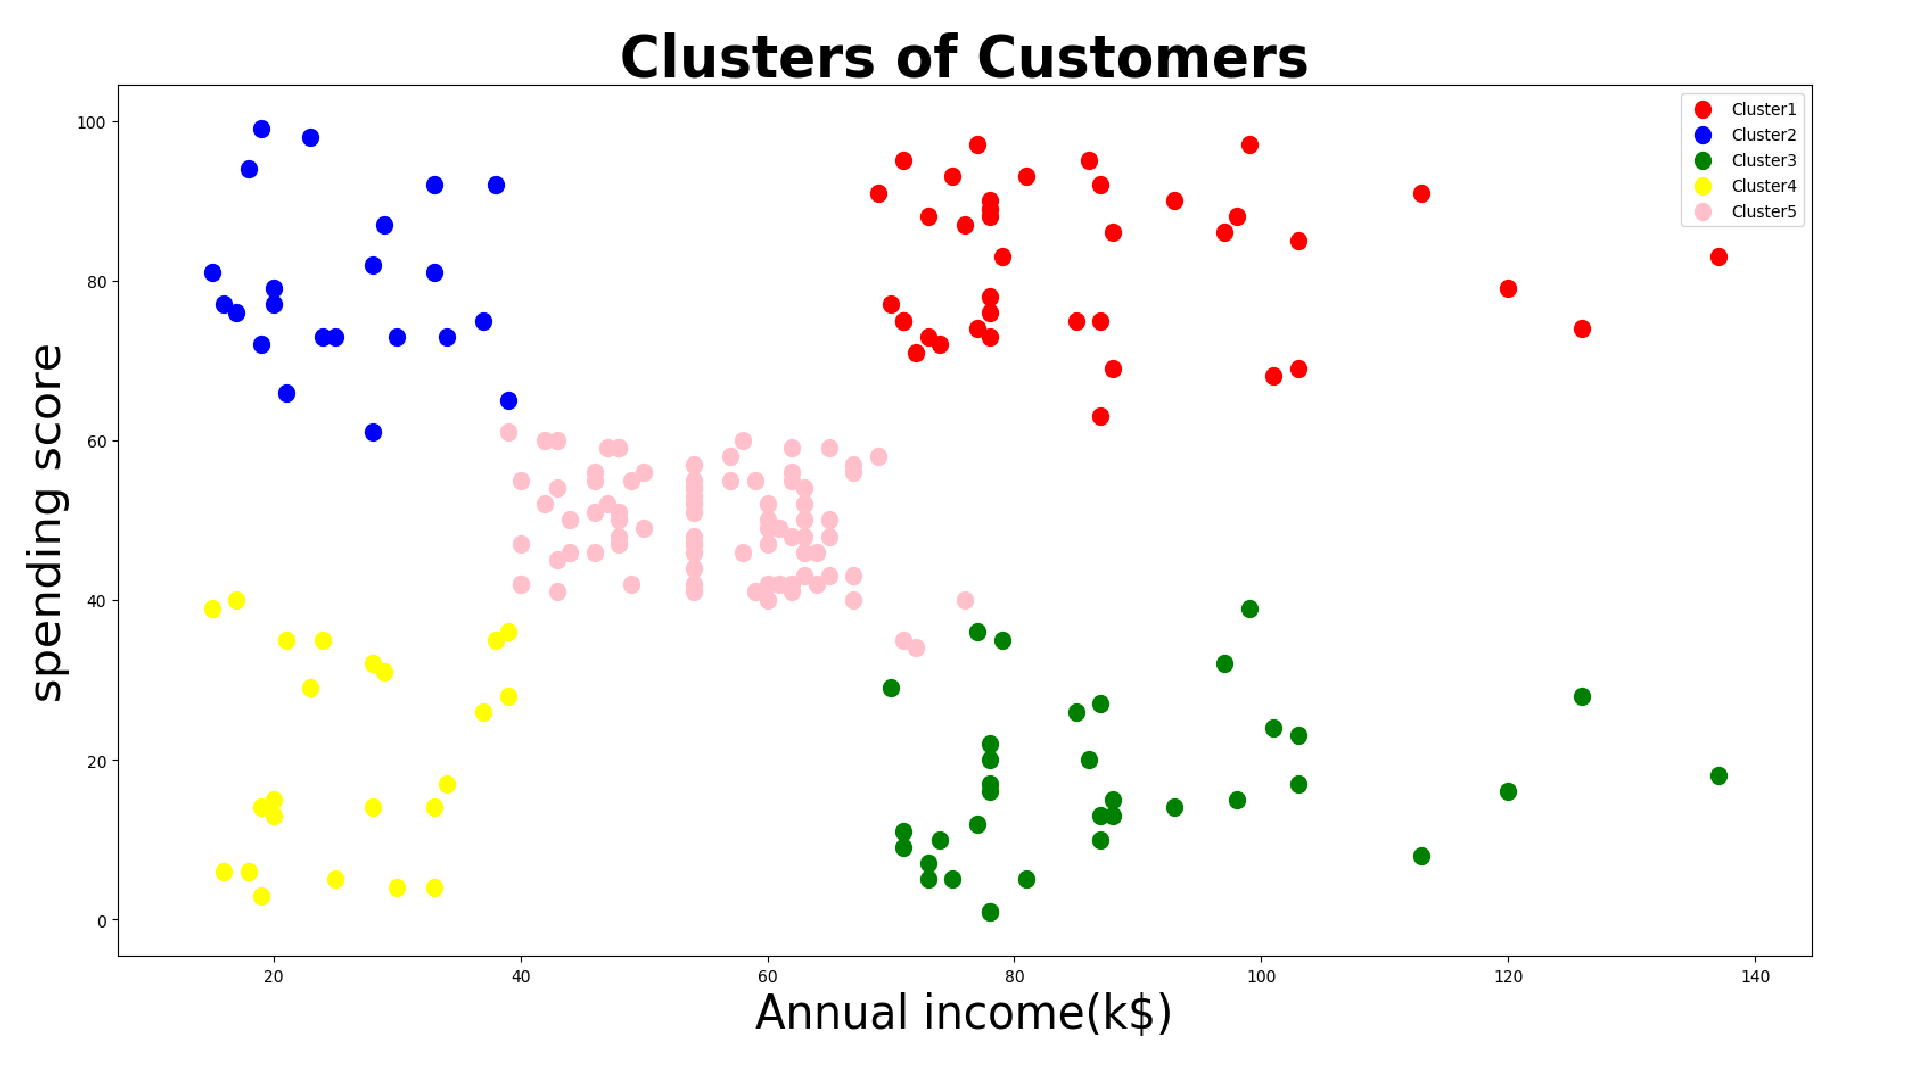 Clusters of Customers
Cluster1
Cluster2
Cluster3
Cluster4
Cluster5
100
80
60
40
20
0
spending score
20 40 60 80 100 120 140
Annual income(k$)